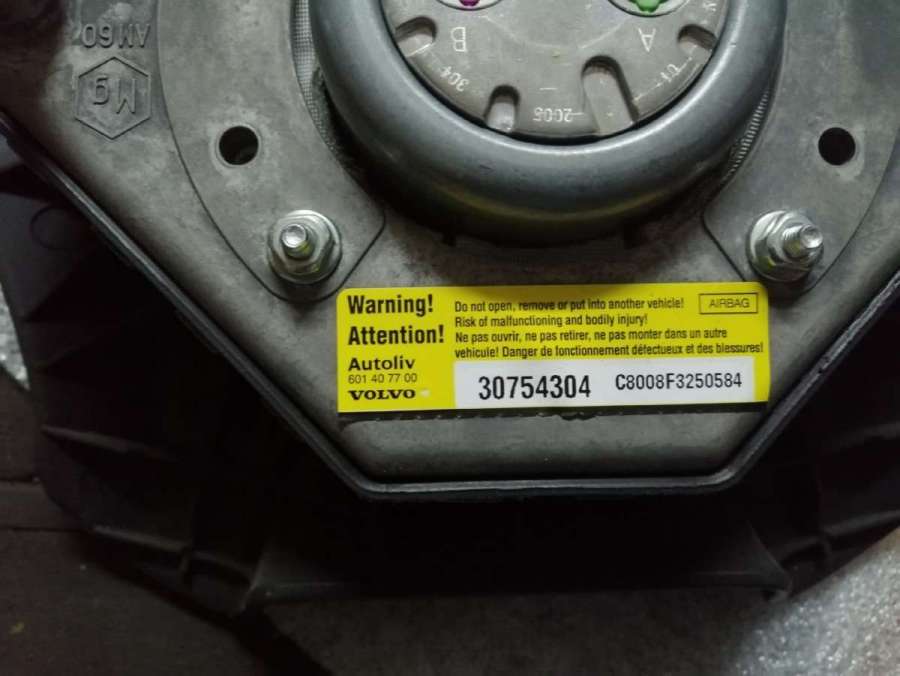 AM60
Mg
B
A
304
2005
Warning!
Attention!
Do not open, remove or put into another vehicle!
Risk of malfunctioning and bodily injury!
Ne pas ouvrir, ne pas retirer, ne pas monter dans un autre
vehicule! Danger de fonctionnement défectueux et des blessures!
AIRBAG
Autoliv
601 40 77 00
VOLVO
30754304
C8008F3250584